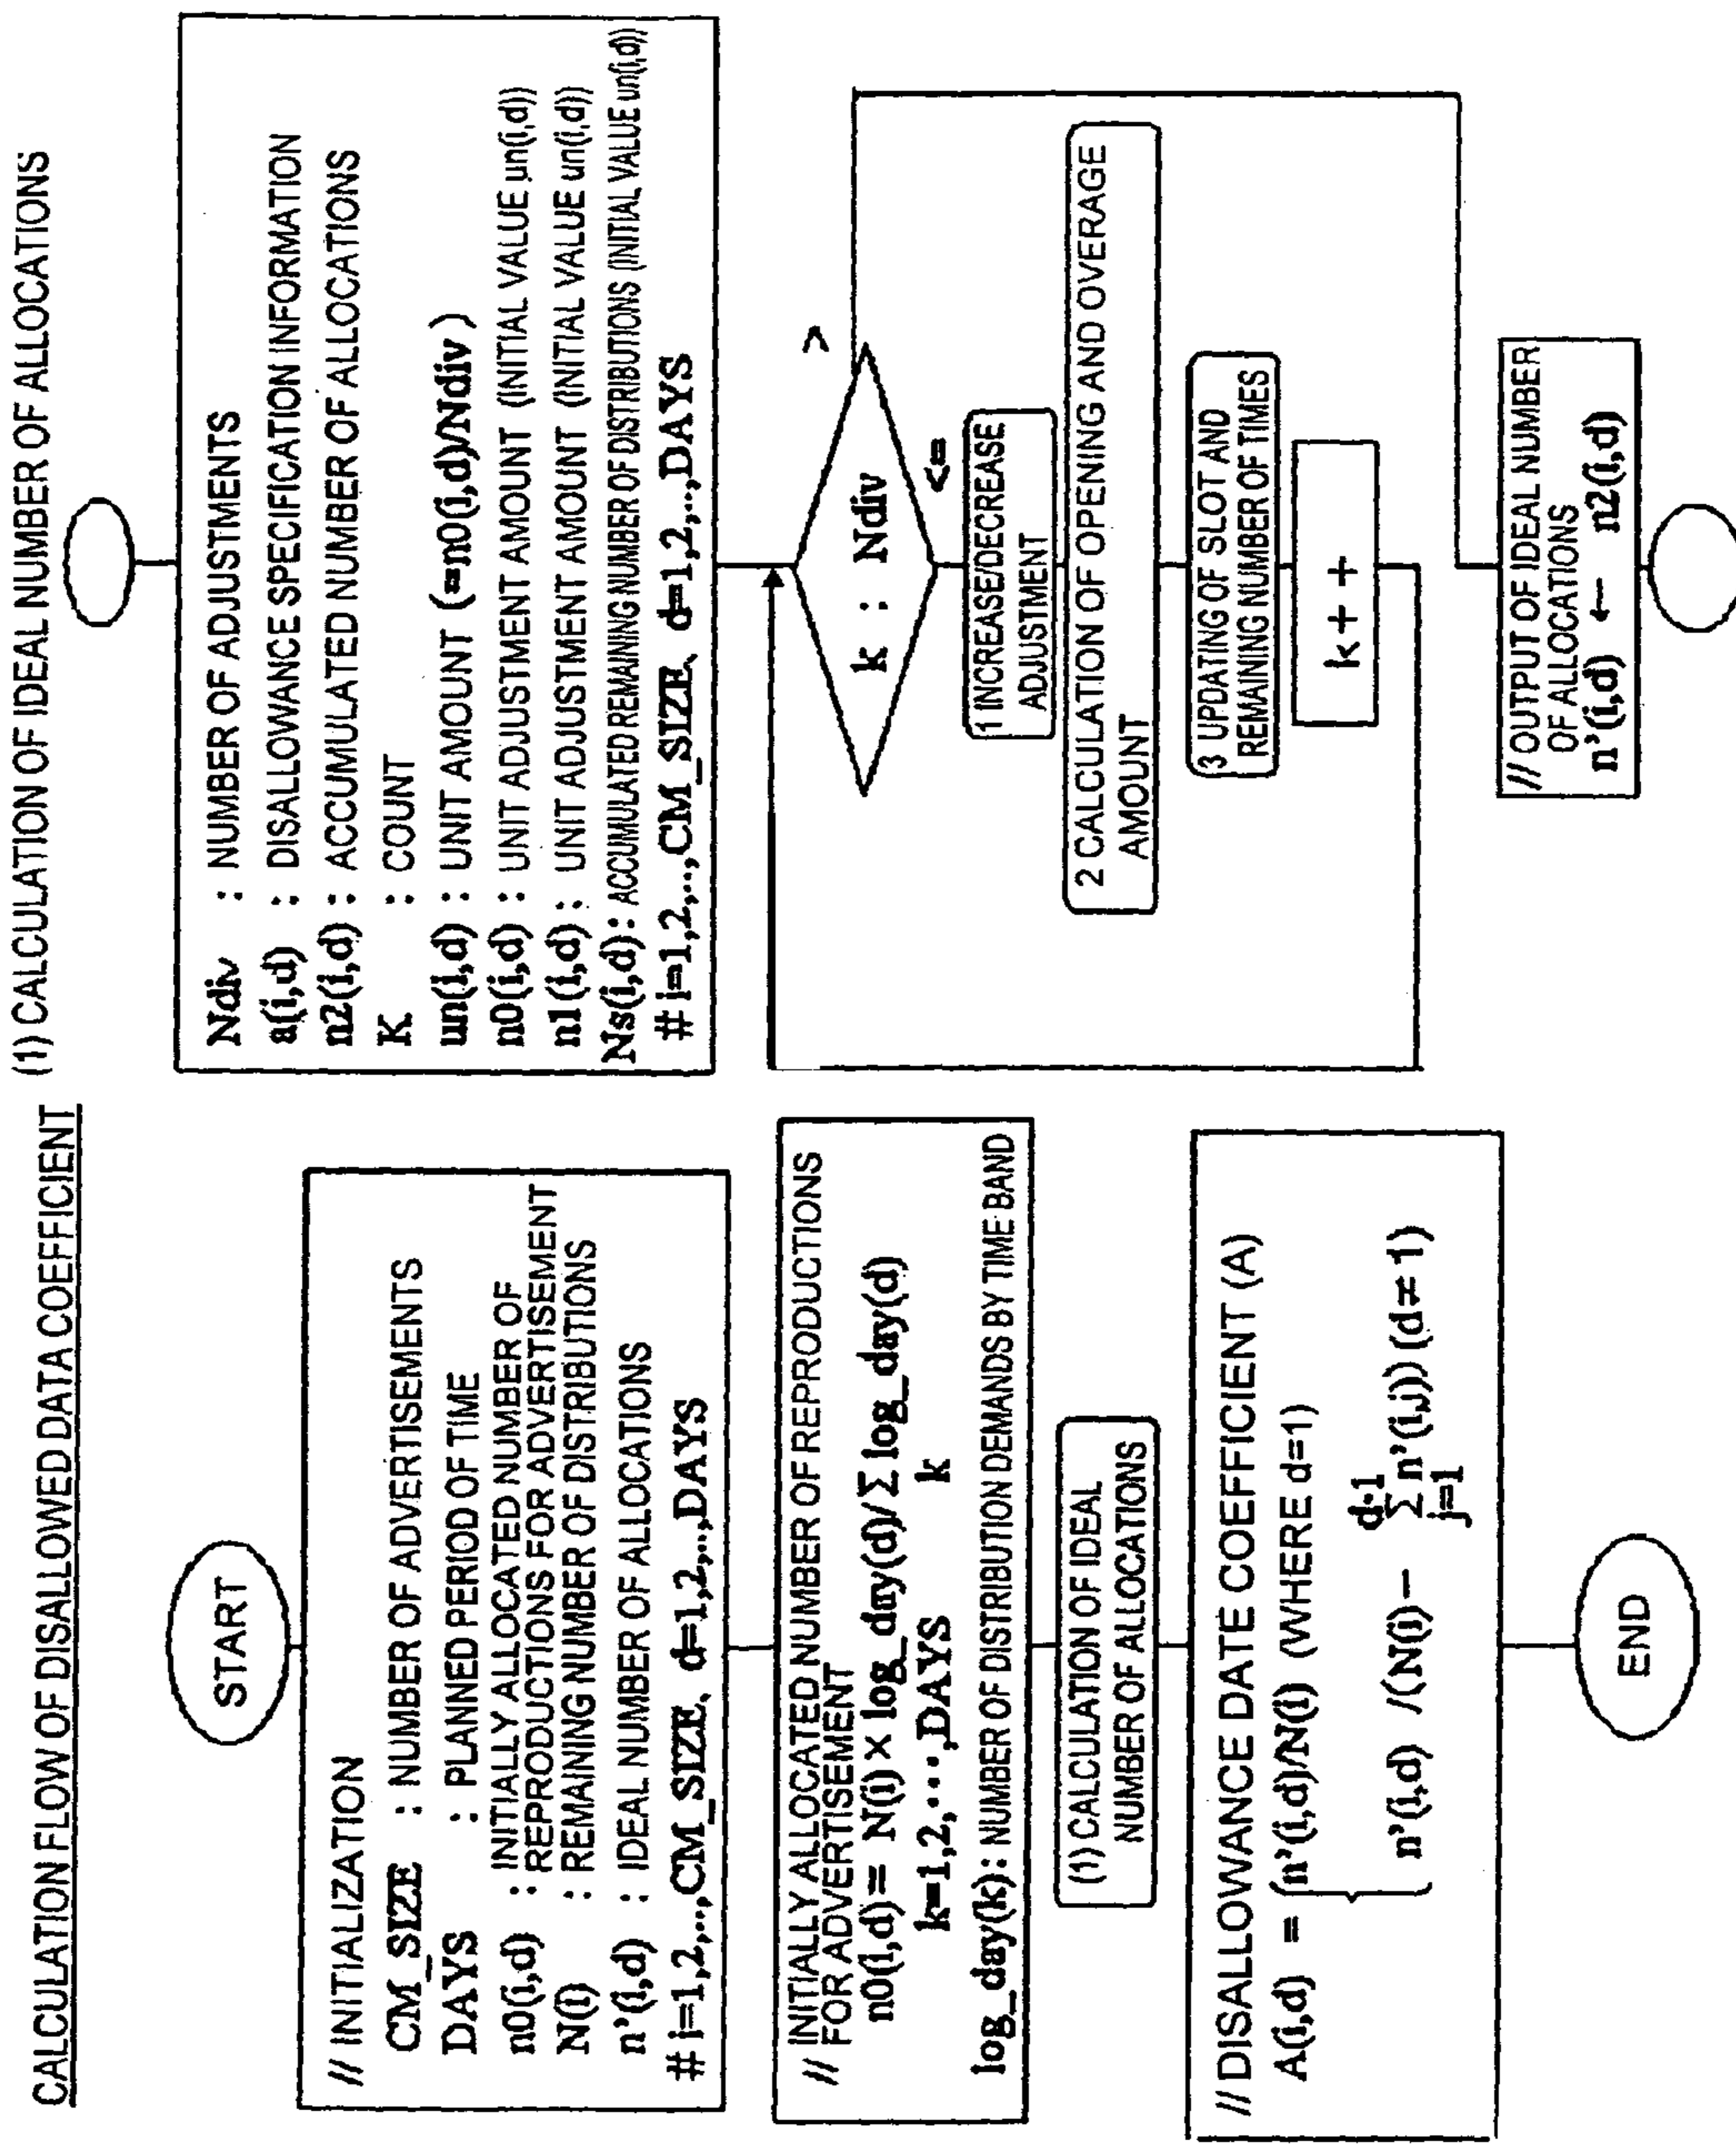 CALCULATION FLOW OF DISALLOWED DATA COEFFICIENT
START
// INITIALIZATION
CM_SIZE : NUMBER OF ADVERTISEMENTS
DAYS : PLANNED PERIOD OF TIME
n0(i,d) : INITIALLY ALLOCATED NUMBER OF
REPRODUCTIONS FOR ADVERTISEMENT
N(i) : REMAINING NUMBER OF DISTRIBUTIONS
n'(i,d) : IDEAL NUMBER OF ALLOCATIONS
# i=1,2,..,CM_SIZE、d=1,2,..,DAYS
// INITIALLY ALLOCATED NUMBER OF REPRODUCTIONS
FOR ADVERTISEMENT
n0(i,d) = N(i) × log_day(d)/Σ log_day(d)
k
k=1,2,⋯,DAYS
log_day(k) : NUMBER OF DISTRIBUTION DEMANDS BY TIME BAND
(1) CALCULATION OF IDEAL
NUMBER OF ALLOCATIONS
// DISALLOWANCE DATE COEFFICIENT (A)
A(i,d) = { n'(i,d)/N(i) (WHERE d=1)
d-1
n'(i,d) /(N(i)− Σ n'(i,j)) (d≠1)
j=1
END
(1) CALCULATION OF IDEAL NUMBER OF ALLOCATIONS
Ndiv : NUMBER OF ADJUSTMENTS
a(i,d) : DISALLOWANCE SPECIFICATION INFORMATION
n2(i,d) : ACCUMULATED NUMBER OF ALLOCATIONS
K : COUNT
un(i,d) : UNIT AMOUNT (=n0(i,d)/Ndiv )
n0(i,d) : UNIT ADJUSTMENT AMOUNT (INITIAL VALUE un(i,d))
n1(i,d) : UNIT ADJUSTMENT AMOUNT (INITIAL VALUE un(i,d))
Ns(i,d) : ACCUMULATED REMAINING NUMBER OF DISTRIBUTIONS (INITIAL VALUE un(i,d))
# i=1,2,..,CM_SIZE、d=1,2,..,DAYS
k : Ndiv
>
<=
1 INCREASE/DECREASE
ADJUSTMENT
2 CALCULATION OF OPENING AND OVERAGE
AMOUNT
3 UPDATING OF SLOT AND
REMAINING NUMBER OF TIMES
k++
// OUTPUT OF IDEAL NUMBER
OF ALLOCATIONS
n'(i,d) ← n2(i,d)